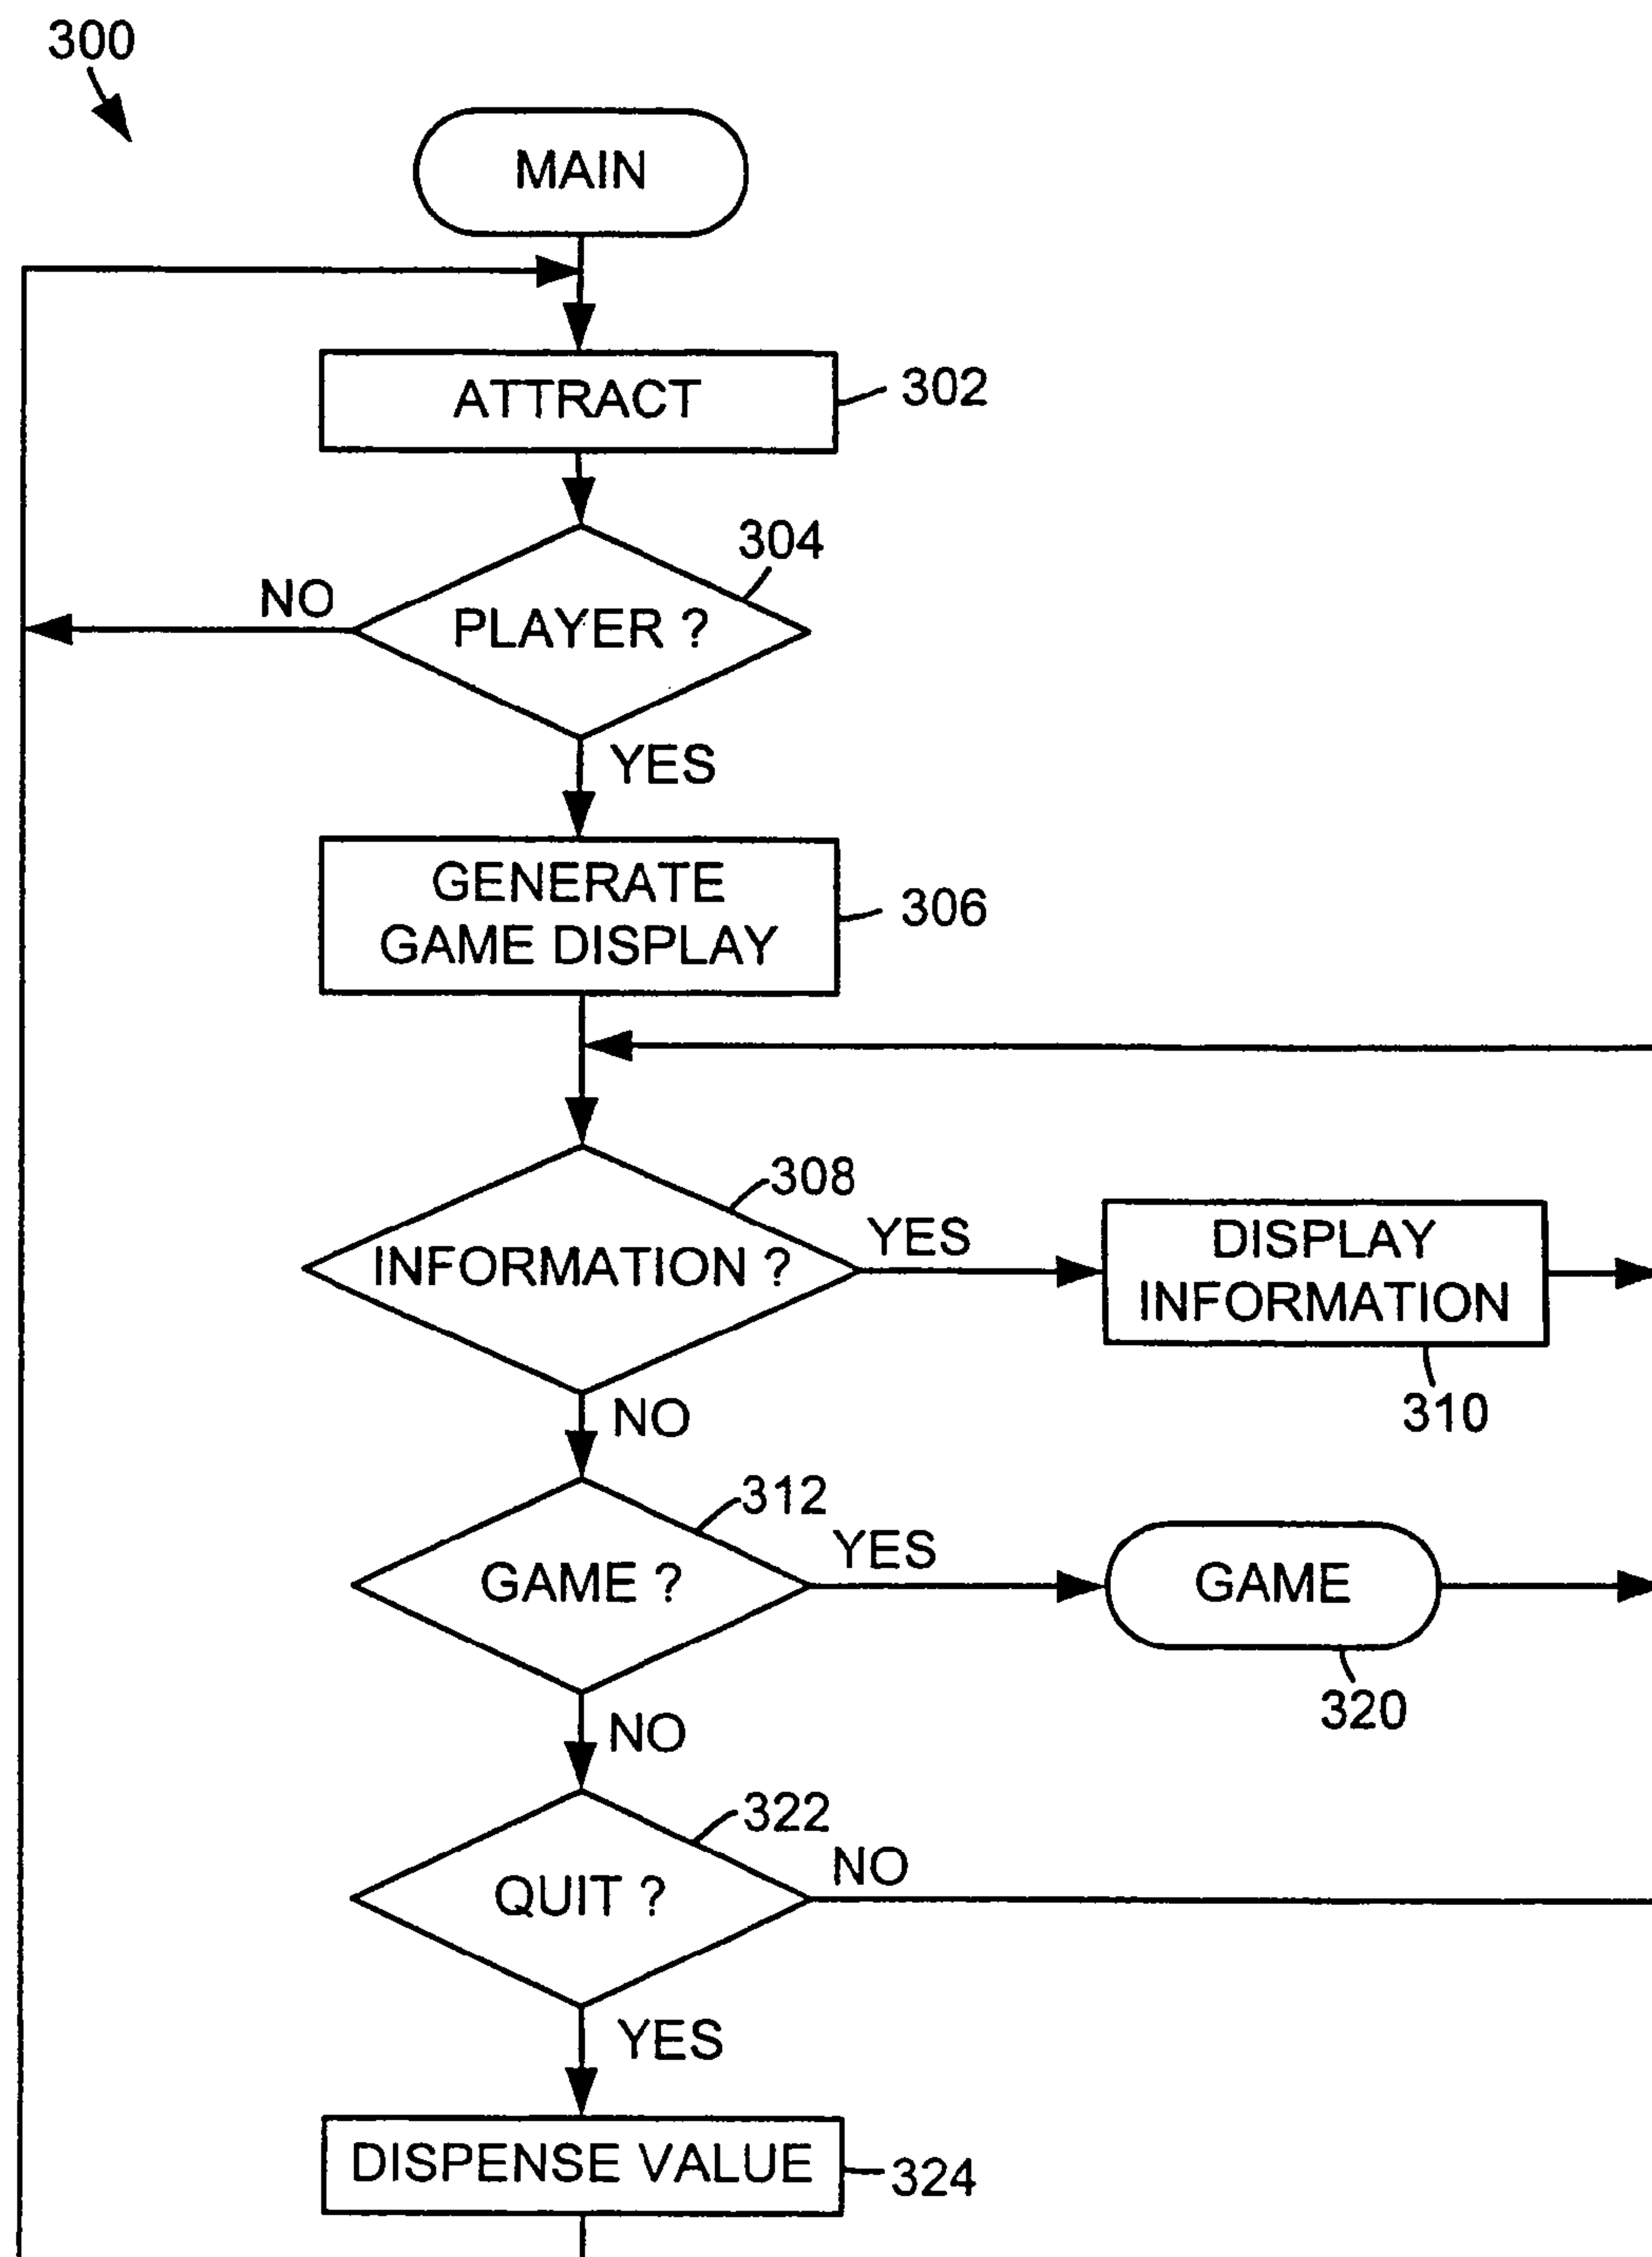 300
MAIN
ATTRACT
302
304
NO
PLAYER ?
YES
GENERATE
GAME DISPLAY
306
308
INFORMATION ?
YES
DISPLAY
INFORMATION
310
NO
312
GAME ?
YES
GAME
320
NO
322
QUIT ?
NO
YES
DISPENSE VALUE
324